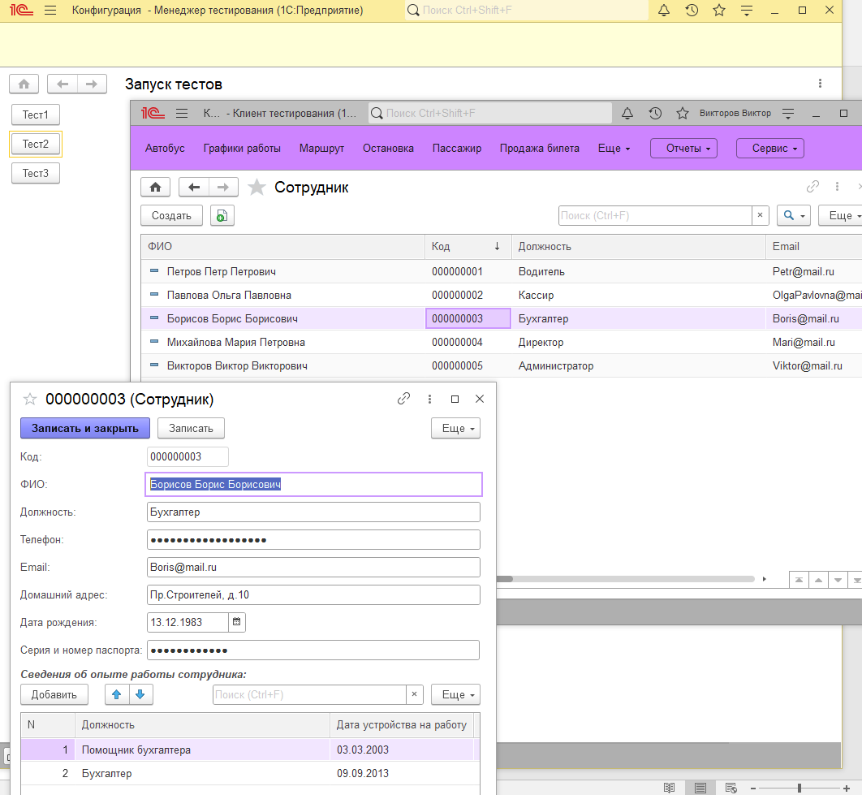 1С Конфигурация - Менеджер тестирования (1С:Предприятие) Поиск Ctrl+Shift+F
Запуск тестов
Тест1
Тест2
Тест3
1С К... - Клиент тестирования (1... Поиск Ctrl+Shift+F Викторов Виктор
Автобус Графики работы Маршрут Остановка Пассажир Продажа билета Еще Отчеты Сервис
Сотрудник
Создать Поиск (Ctrl+F) × Еще
ФИО Код ↓ Должность Email
Петров Петр Петрович 000000001 Водитель Petr@mail.ru
Павлова Ольга Павловна 000000002 Кассир OlgaPavlovna@mai
Борисов Борис Борисович 000000003 Бухгалтер Boris@mail.ru
Михайлова Мария Петровна 000000004 Директор Mari@mail.ru
Викторов Виктор Викторович 000000005 Администратор Viktor@mail.ru
000000003 (Сотрудник)
Записать и закрыть Записать Еще
Код: 000000003
ФИО: Борисов Борис Борисович
Должность: Бухгалтер
Телефон: ••••••••••••••••••
Email: Boris@mail.ru
Домашний адрес: Пр.Строителей, д.10
Дата рождения: 13.12.1983
Серия и номер паспорта: ••••••••••••
Сведения об опыте работы сотрудника:
Добавить Поиск (Ctrl+F) × Еще
N Должность Дата устройства на работу
1 Помощник бухгалтера 03.03.2003
2 Бухгалтер 09.09.2013